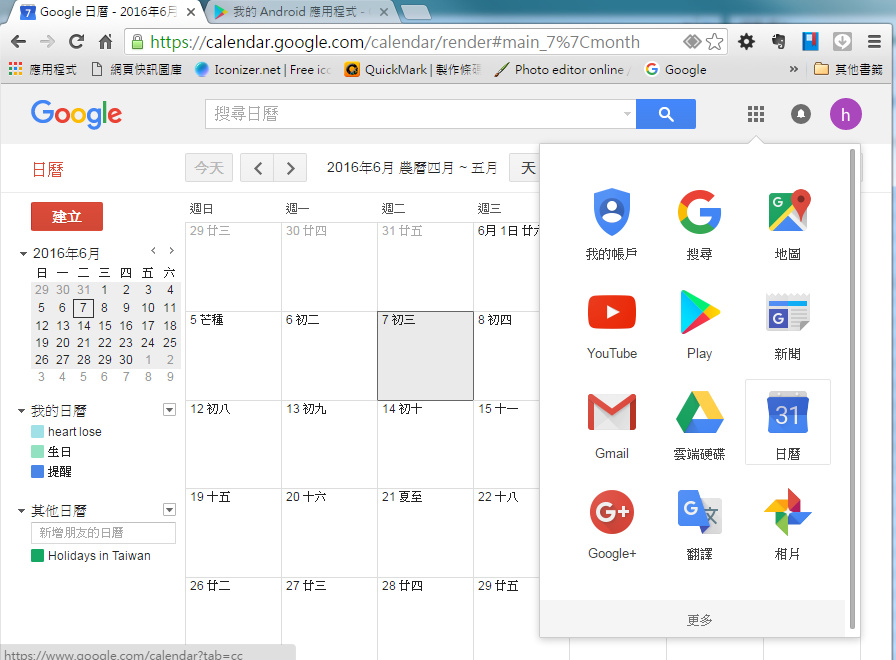 Google 日曆 - 2016年6月
我的 Android 應用程式 -
https://calendar.google.com/calendar/render#main_7%7Cmonth
應用程式 網頁快訊圖庫 Iconizer.net | Free ico QuickMark | 製作條碼 Photo editor online / Google » 其他書籤
Google 搜尋日曆 h
日曆 今天 2016年6月 農曆四月 ~ 五月 天
建立
2016年6月
日 一 二 三 四 五 六
29 30 31 1 2 3 4
5 6 7 8 9 10 11
12 13 14 15 16 17 18
19 20 21 22 23 24 25
26 27 28 29 30 1 2
3 4 5 6 7 8 9
我的日曆
heart lose
生日
提醒
其他日曆
新增朋友的日曆
Holidays in Taiwan
週日 週一 週二 週三
29 廿三 30 廿四 31 廿五 6月 1日 廿六
5 芒種 6 初二 7 初三 8 初四
12 初八 13 初九 14 初十 15 十一
19 十五 20 十六 21 夏至 22 十八
26 廿二 27 廿三 28 廿四 29 廿五
我的帳戶 搜尋 地圖
YouTube Play 新聞
Gmail 雲端硬碟 日曆
Google+ 翻譯 相片
更多
https://www.google.com/calendar?tab=cc